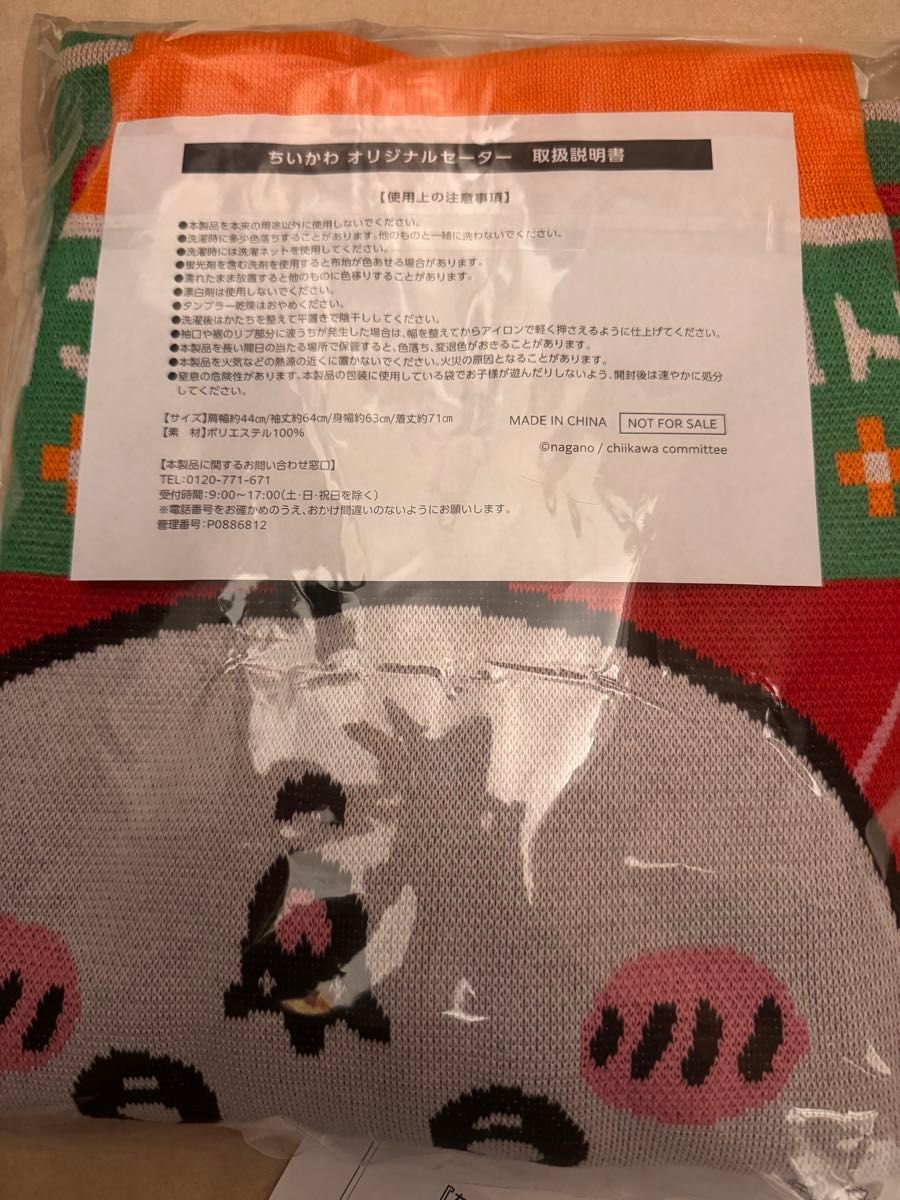 ちいかわ オリジナルセーター　取扱説明書
【使用上の注意事項】
●本製品を本来の用途以外に使用しないでください。
●洗濯時に多少色落ちすることがあります。他のものと一緒に洗わないでください。
●洗濯時には洗濯ネットを使用してください。
●蛍光剤を含む洗剤を使用すると布地が色あせる場合があります。
●濡れたまま放置すると他のものに色移りすることがあります。
●漂白剤は使用しないでください。
●タンブラー乾燥はおやめください。
●洗濯後はかたちを整えて平置きで陰干ししてください。
●袖口や裾のリブ部分に波うちが発生した場合は、幅を整えてからアイロンで軽く押さえるように仕上げてください。
●本製品を長い間日の当たる場所で保管すると、色落ち、変退色がおきることがあります。
●本製品を火気などの熱源の近くに置かないでください。火災の原因となることがあります。
●窒息の危険性があります。本製品の包装に使用している袋でお子様が遊んだりしないよう、開封後は速やかに処分
してください。
【サイズ】肩幅約44cm/袖丈約64cm/身幅約63cm/着丈約71cm
【素　材】ポリエステル100%
MADE IN CHINA NOT FOR SALE
©nagano / chiikawa committee
【本製品に関するお問い合わせ窓口】
TEL:0120-771-671
受付時間:9:00～17:00(土・日・祝日を除く)
※電話番号をお確かめのうえ、おかけ間違いのないようにお願いします。
管理番号:P0886812